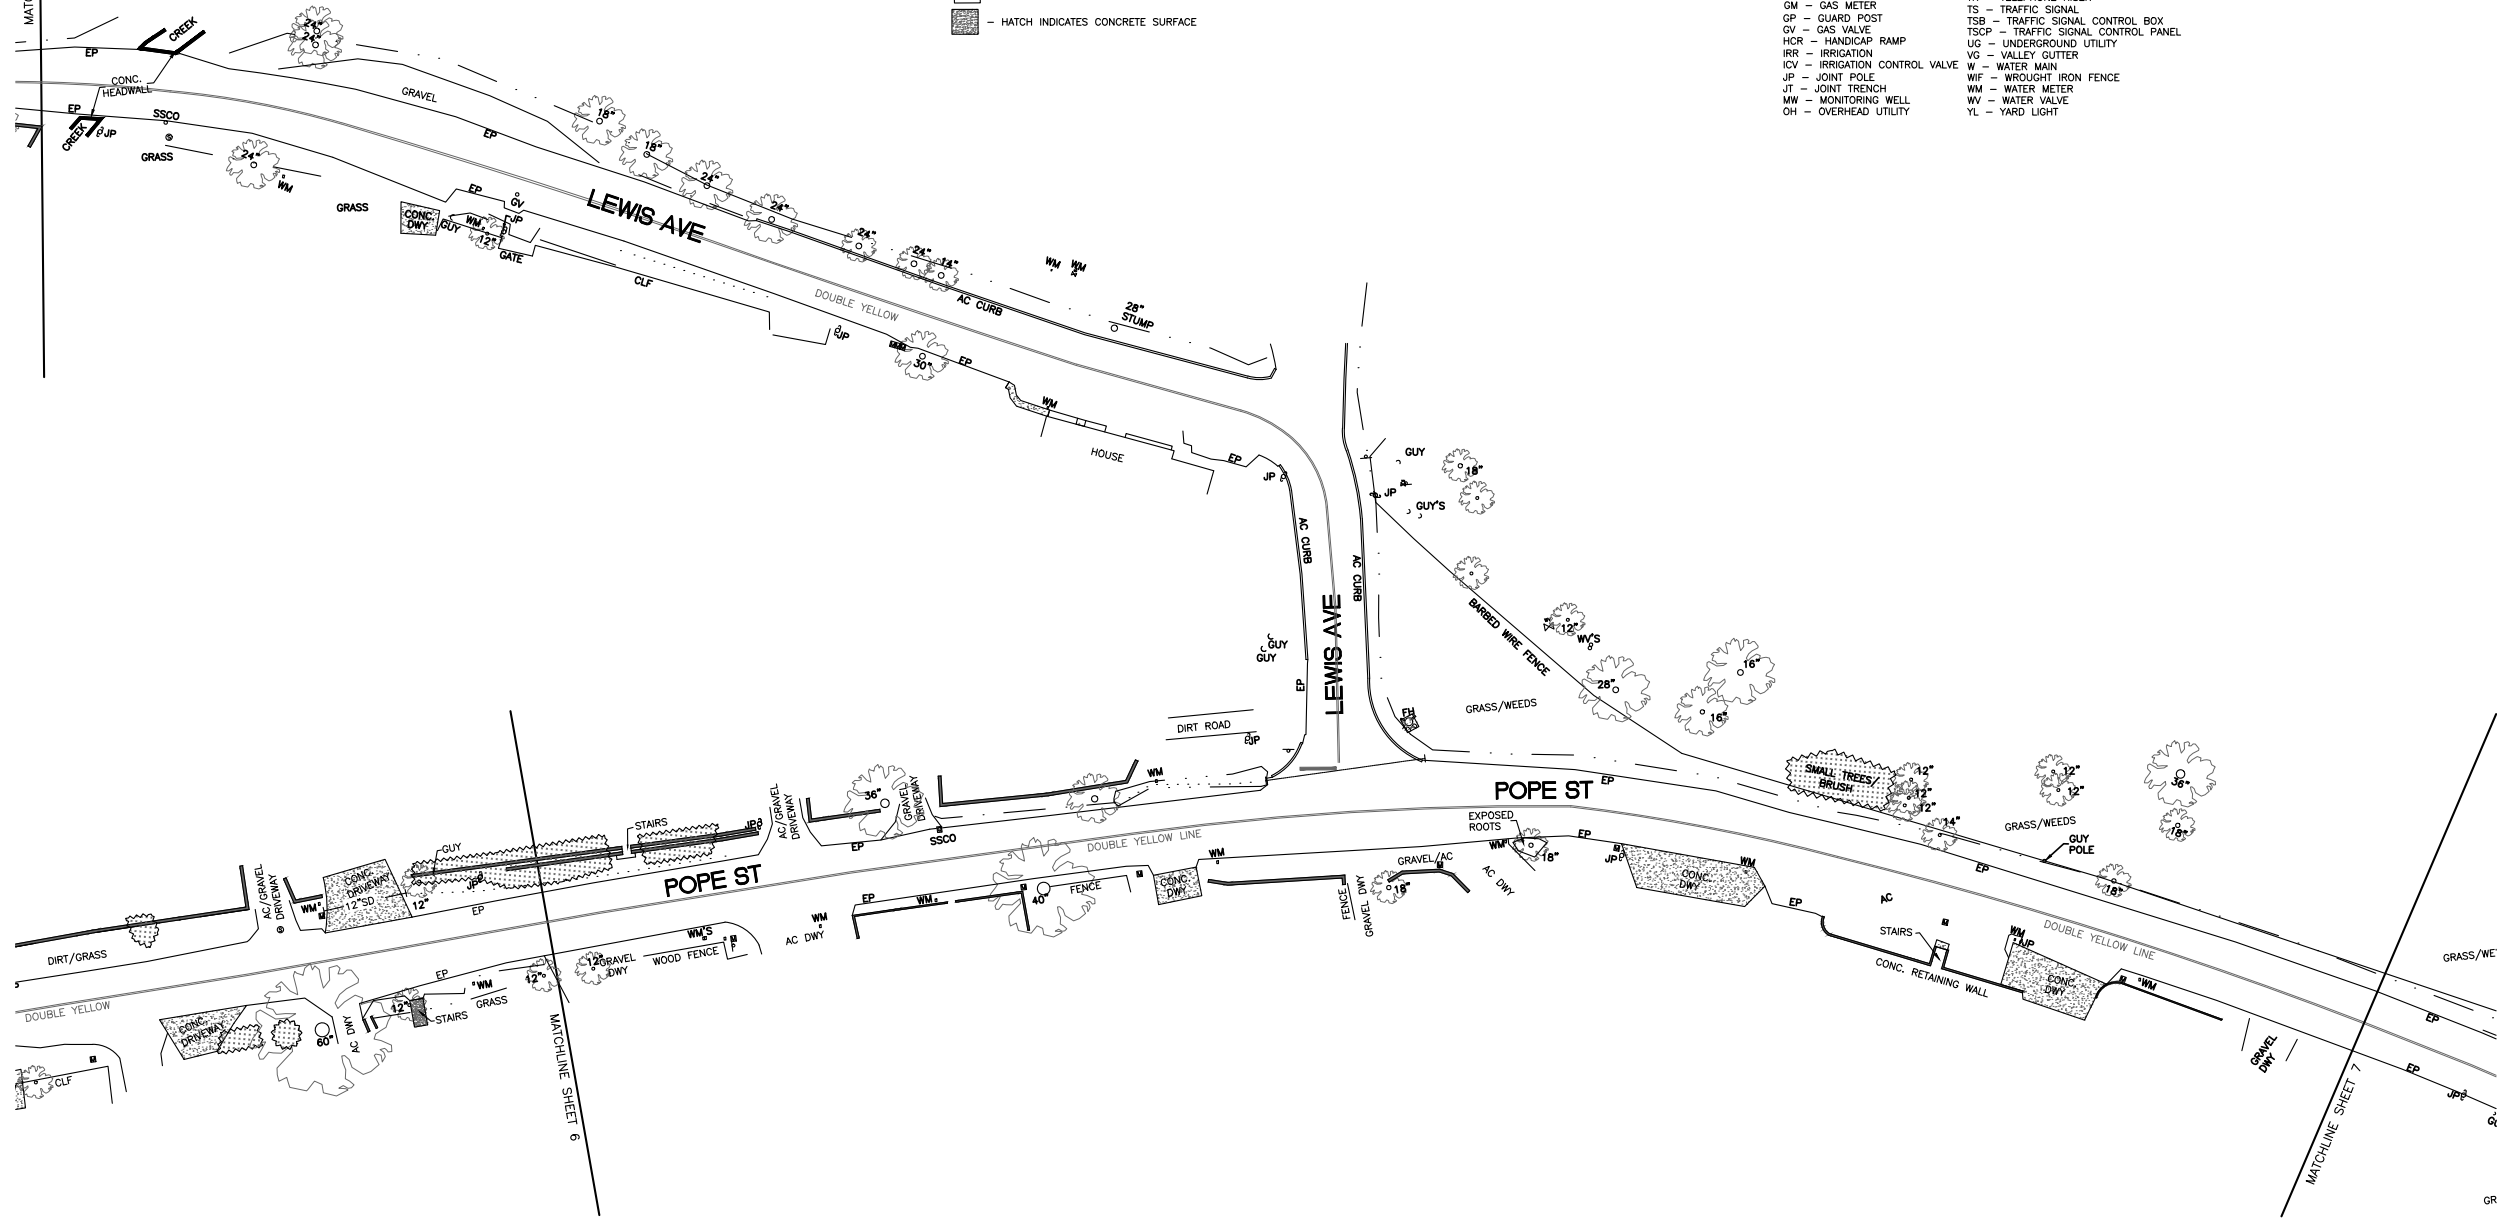 — HATCH INDICATES CONCRETE SURFACE
GM — GAS METER
GP — GUARD POST
GV — GAS VALVE
HCR — HANDICAP RAMP
IRR — IRRIGATION
ICV — IRRIGATION CONTROL VALVE
JP — JOINT POLE
JT — JOINT TRENCH
MW — MONITORING WELL
OH — OVERHEAD UTILITY
TS — TRAFFIC SIGNAL
TSB — TRAFFIC SIGNAL CONTROL BOX
TSCP — TRAFFIC SIGNAL CONTROL PANEL
UG — UNDERGROUND UTILITY
VG — VALLEY GUTTER
W — WATER MAIN
WIF — WROUGHT IRON FENCE
WM — WATER METER
WV — WATER VALVE
YL — YARD LIGHT
24"
24"
CREEK
EP
CONC.
HEADWALL
EP
SSCO
JP
CREEK
GRASS
24"
WM
GRASS
GRAVEL
EP
18"
18"
24"
24"
24"
24"
14"
EP
GV
JP
CONC.
DWY
GUY
WM
12"
GATE
CLF
LEWIS AVE
DOUBLE YELLOW
AC CURB
WM
WM
28"
STUMP
JP
30"
EP
WM
HOUSE
EP
JP
AC CURB
GUY
JP
GUY'S
18"
AC CURB
LEWIS AVE
BARBED WIRE FENCE
12"
WV'S
GUY
GUY
EP
28"
16"
16"
FH
GRASS/WEEDS
DIRT ROAD
JP
POPE ST
EP
SMALL TREES/
BRUSH
12"
12"
12"
12"
12"
36"
18"
14"
GRASS/WEEDS
GUY
POLE
18"
EP
WM
AC/GRAVEL
DRIVEWAY
36"
GRAVEL
DRIVEWAY
EP
SSCO
STAIRS
JP
GUY
JP
12"
CONC.
DRIVEWAY
12"SD
WM
AC/GRAVEL
DRIVEWAY
DIRT/GRASS
EP
POPE ST
DOUBLE YELLOW LINE
EXPOSED
ROOTS
WM
18"
EP
JP
WM
CONC.
DWY
AC DWY
GRAVEL/AC
18"
GRAVEL DWY
FENCE
WM
CONC.
DWY
FENCE
40"
WM
EP
WM
AC DWY
WM'S
WOOD FENCE
GRAVEL
DWY
12"
12"
EP
WM
GRASS
STAIRS
12"
AC DWY
60"
CONC.
DRIVEWAY
DOUBLE YELLOW
CLF
MATCHLINE SHEET 6
EP
AC
STAIRS
CONC. RETAINING WALL
WM
JP
CONC.
DWY
WM
DOUBLE YELLOW LINE
GRAVEL
DWY
MATCHLINE SHEET 7
EP
EP
JP